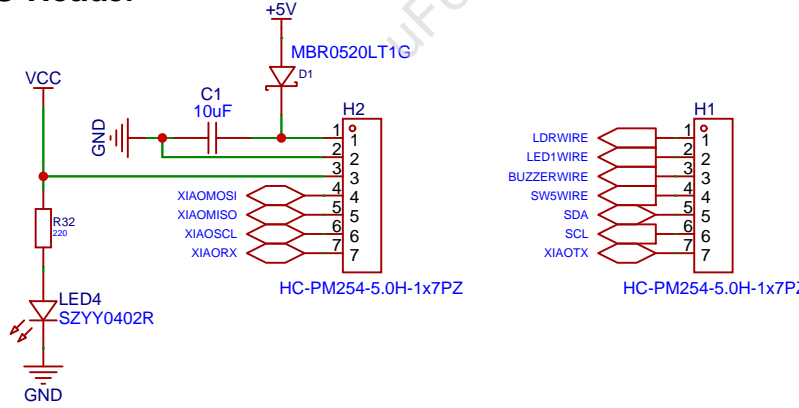 +5V
MBR0520LT1G
D1
VCC
C1
10uF
GND
H2
1 1
2 2
3 3
XIAOMOSI 4 4
XIAOMISO 5 5
XIAOSCL 6 6
XIAORX 7 7
HC-PM254-5.0H-1x7PZ
R32
220
LED4
SZYY0402R
GND
H1
LDRWIRE 1 1
LED1WIRE 2 2
BUZZERWIRE 3 3
SW5WIRE 4 4
SDA 5 5
SCL 6 6
XIAOTX 7 7
HC-PM254-5.0H-1x7PZ